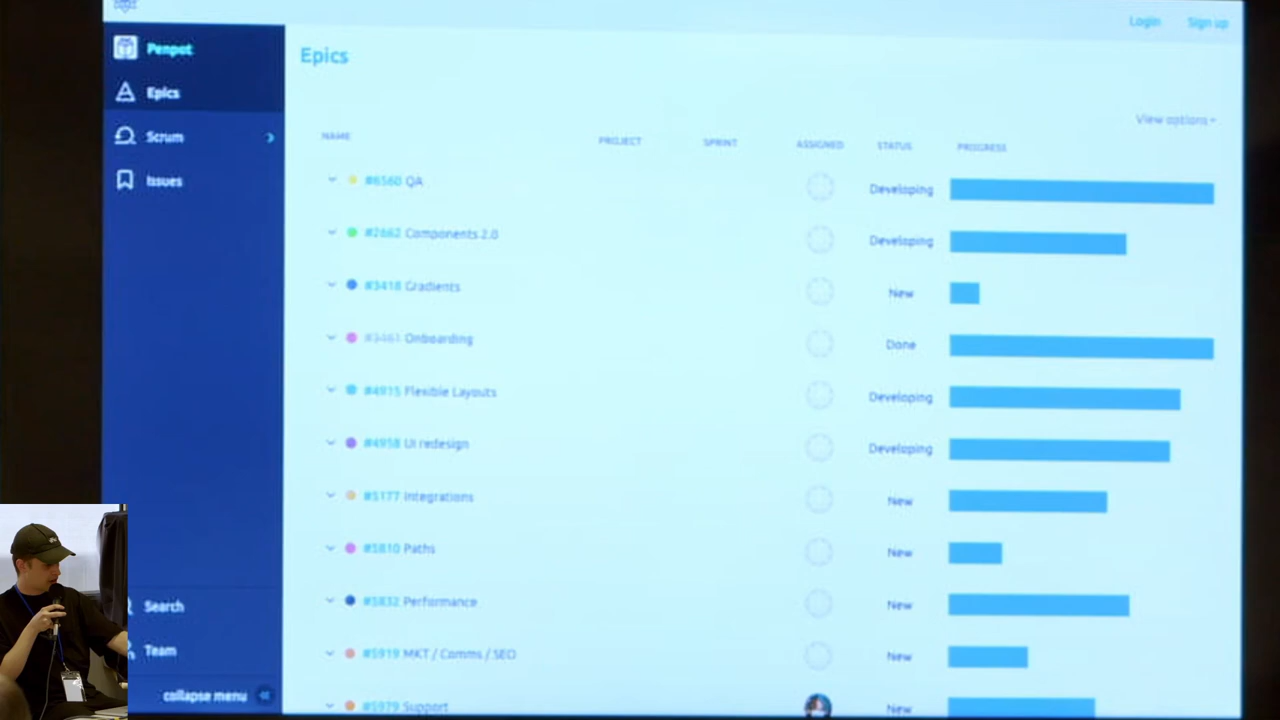 Login Sign up
Penpot
Epics
Scrum
Issues
Epics
View options
NAME PROJECT SPRINT ASSIGNED STATUS PROGRESS
#6560 QA Developing
#2662 Components 2.0 Developing
#3418 Gradients New
#3461 Onboarding Done
#4915 Flexible Layouts Developing
#4958 UI redesign Developing
#5177 Integrations New
#5810 Paths New
#5832 Performance New
#5919 MKT / Comms / SEO New
#5979 Support New
Search
Team
collapse menu